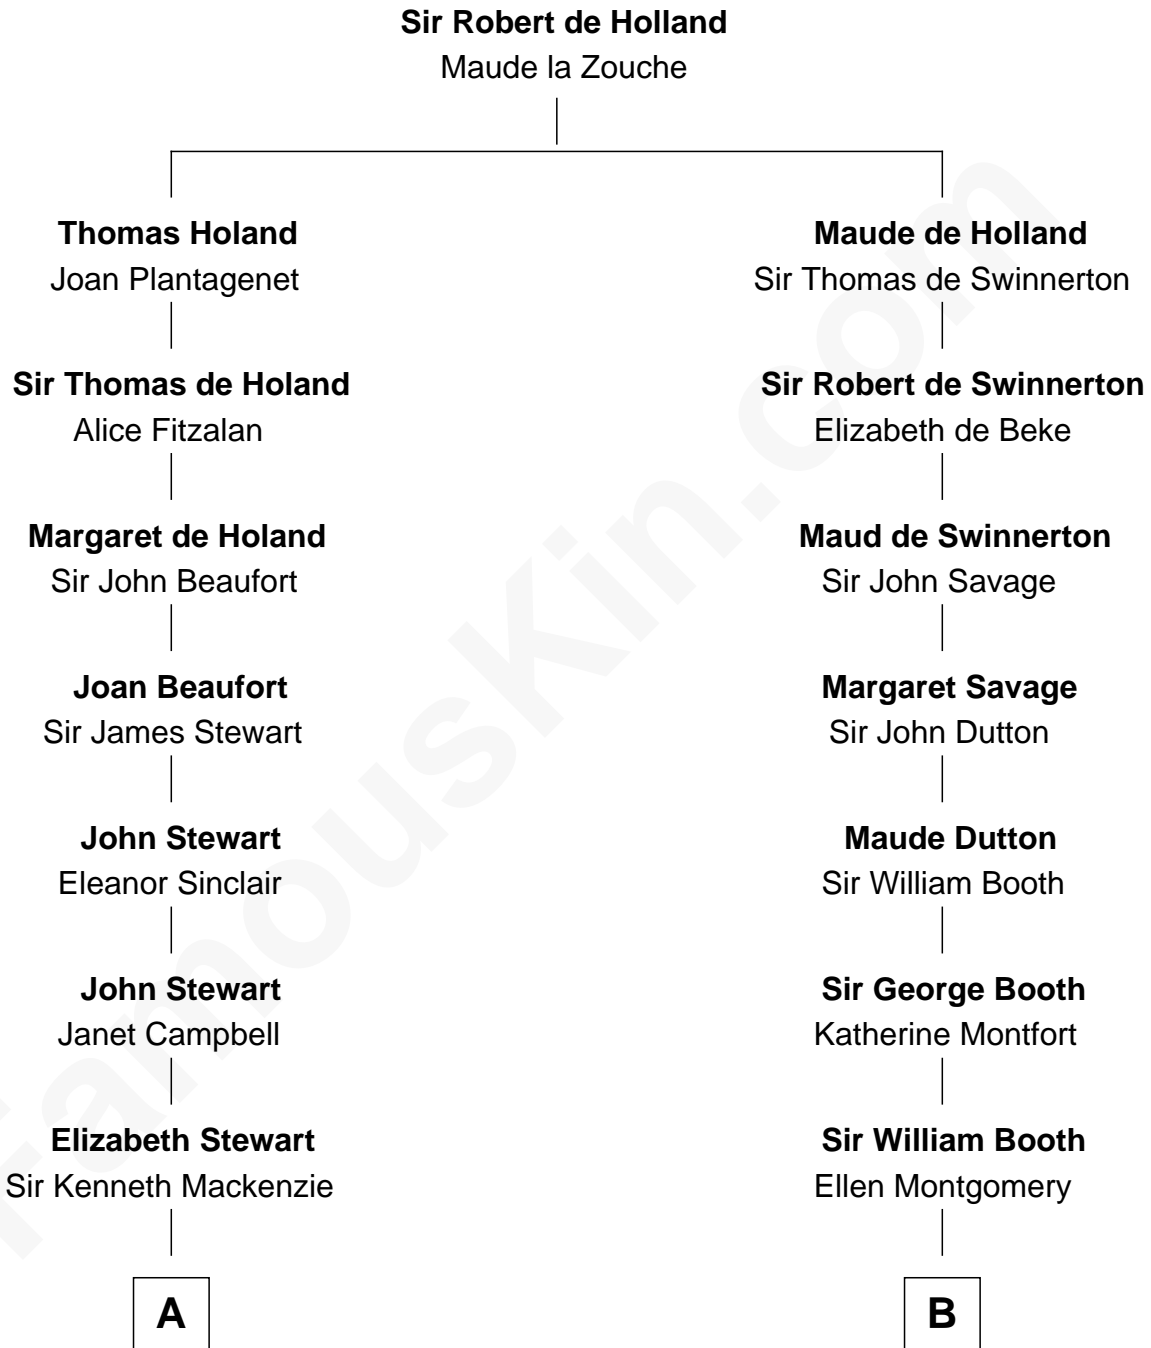 Sir Robert de Holland
Maude la Zouche
Thomas Holand
Joan Plantagenet
Maude de Holland
Sir Thomas de Swinnerton
Sir Thomas de Holand
Alice Fitzalan
Sir Robert de Swinnerton
Elizabeth de Beke
Margaret de Holand
Sir John Beaufort
Maud de Swinnerton
Sir John Savage
Joan Beaufort
Sir James Stewart
Margaret Savage
Sir John Dutton
John Stewart
Eleanor Sinclair
Maude Dutton
Sir William Booth
John Stewart
Janet Campbell
Sir George Booth
Katherine Montfort
Elizabeth Stewart
Sir Kenneth Mackenzie
Sir William Booth
Ellen Montgomery
A
B
FamousKin.com